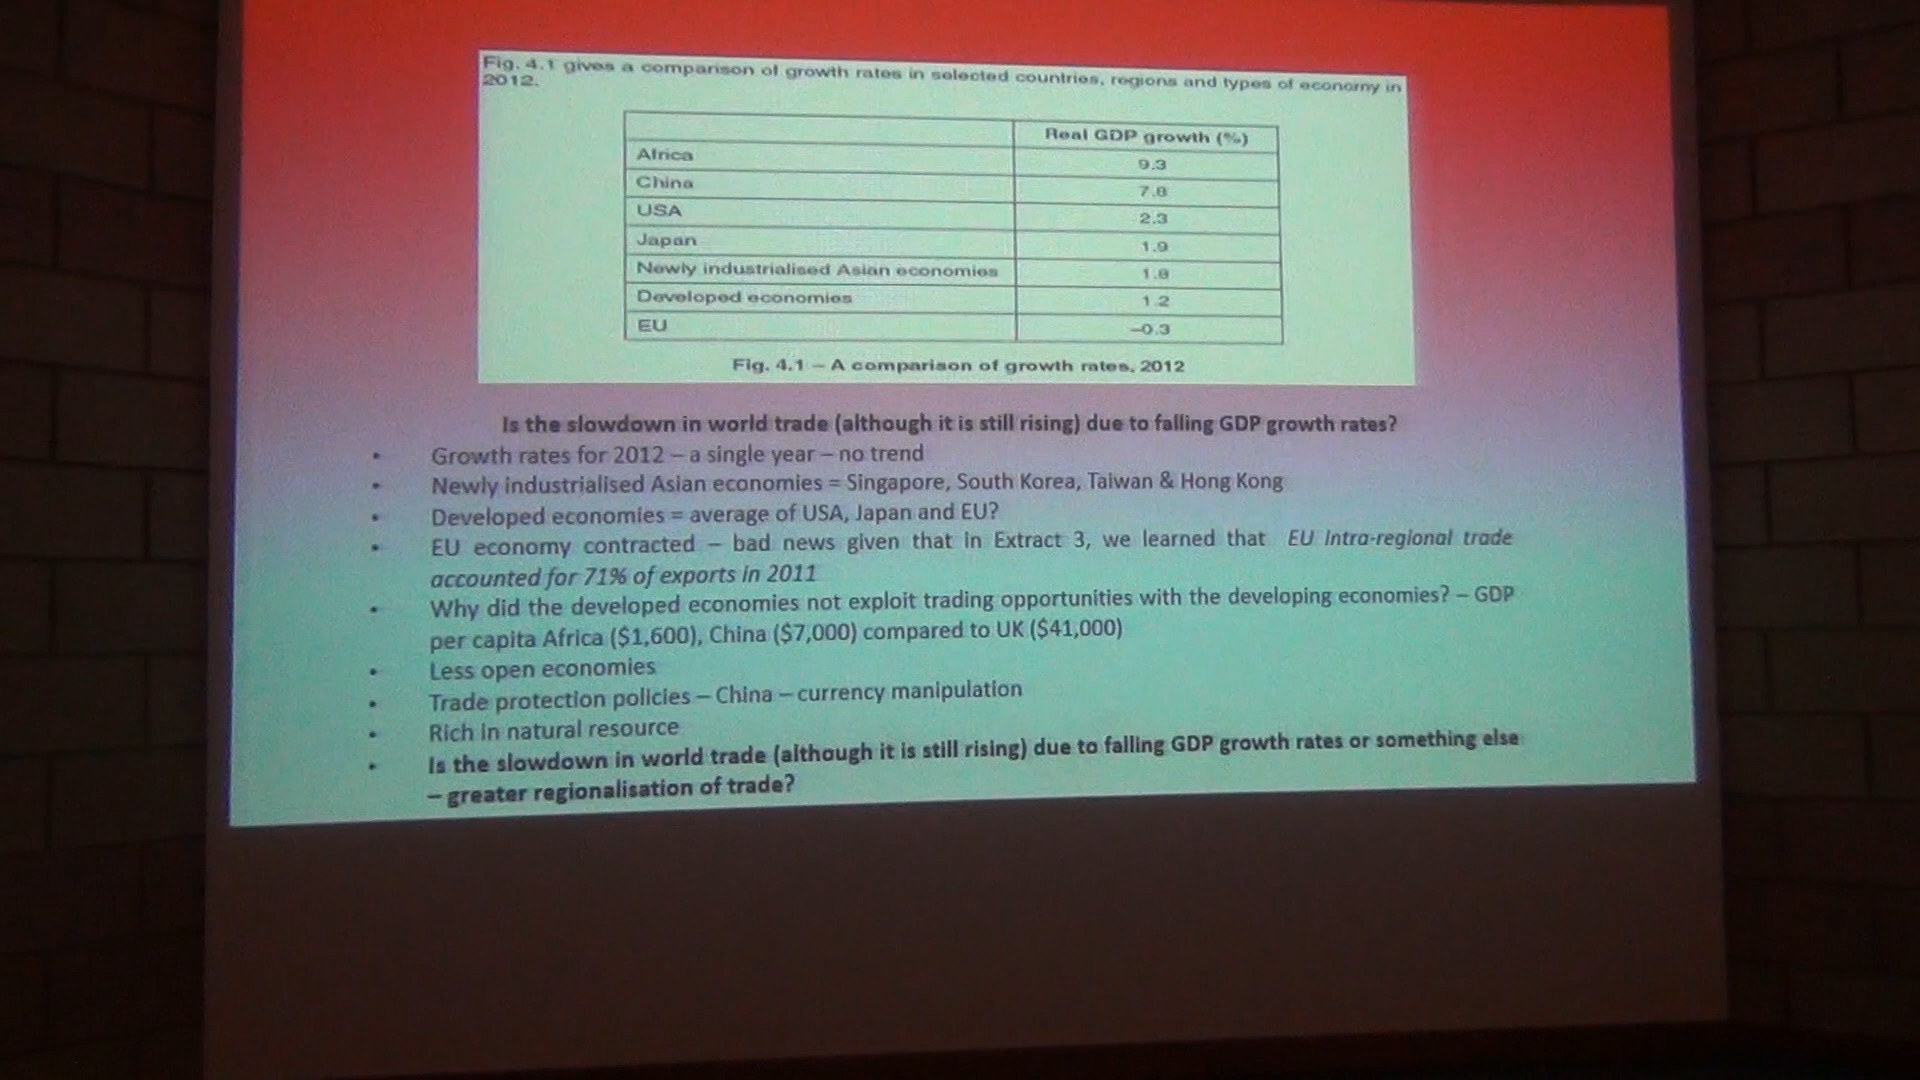 Fig. 4.1 gives a comparison of growth rates in selected countries, regions and types of economy in
2012.
Real GDP growth (%)
Africa 9.3
China 7.8
USA 2.3
Japan 1.9
Newly industrialised Asian economies 1.8
Developed economies 1.2
EU –0.3
Fig. 4.1 – A comparison of growth rates, 2012
Is the slowdown in world trade (although it is still rising) due to falling GDP growth rates?
• Growth rates for 2012 – a single year – no trend
• Newly industrialised Asian economies = Singapore, South Korea, Taiwan & Hong Kong
• Developed economies = average of USA, Japan and EU?
• EU economy contracted – bad news given that in Extract 3, we learned that EU Intra-regional trade
accounted for 71% of exports in 2011
• Why did the developed economies not exploit trading opportunities with the developing economies? – GDP
per capita Africa ($1,600), China ($7,000) compared to UK ($41,000)
• Less open economies
• Trade protection policies – China – currency manipulation
• Rich in natural resource
• Is the slowdown in world trade (although it is still rising) due to falling GDP growth rates or something else
– greater regionalisation of trade?